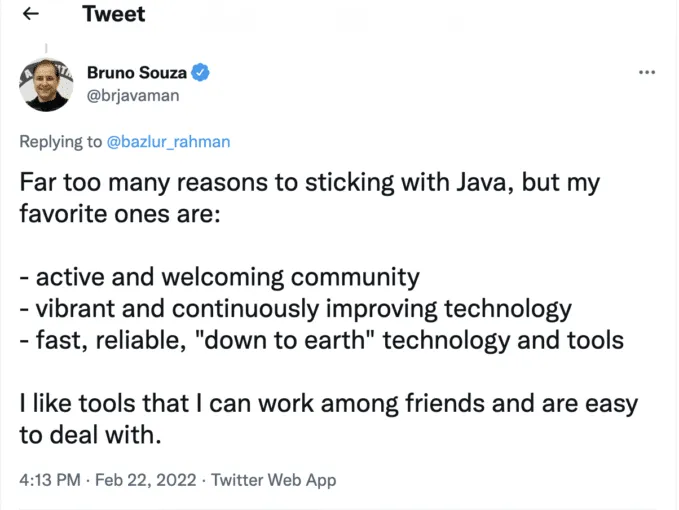 Tweet
Bruno Souza
@brjavaman
Replying to @bazlur_rahman
Far too many reasons to sticking with Java, but my
favorite ones are:
- active and welcoming community
- vibrant and continuously improving technology
- fast, reliable, "down to earth" technology and tools
I like tools that I can work among friends and are easy
to deal with.
4:13 PM · Feb 22, 2022 · Twitter Web App